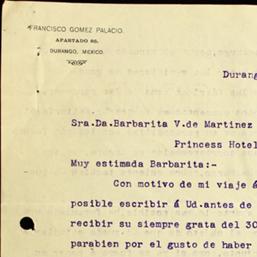 FRANCISCO GOMEZ PALACIO.
APARTADO 85.
DURANGO, MEXICO.
Durang
Sra.Da.Barbarita V.de Martinez
Princess Hotel
Muy estimada Barbarita:-
Con motivo de mi viaje á
posible escribir á Ud.antes de
recibir su siempre grata del 30
parabien por el gusto de haber